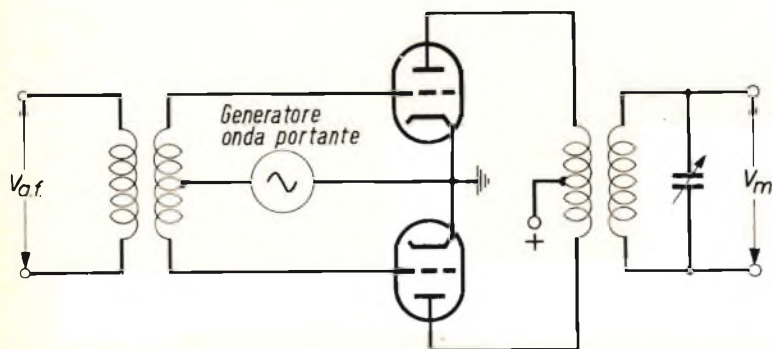 Generatore
onda portante
Va.f.
Vm
+